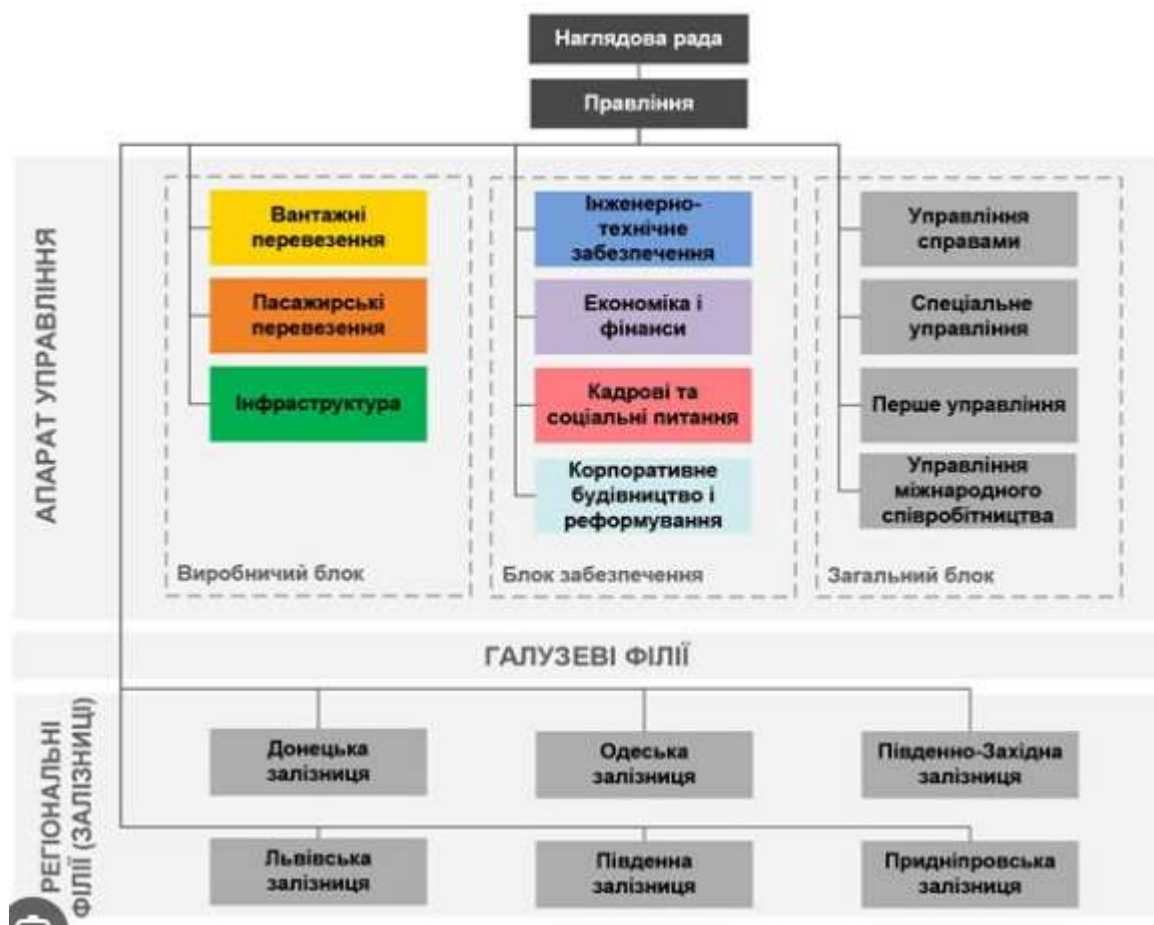 Наглядова рада
Правління
АПАРАТ УПРАВЛІННЯ
Вантажні
перевезення
Пасажирські
перевезення
Інфраструктура
Виробничий блок
Інженерно-
технічне
забезпечення
Економіка і
фінанси
Кадрові та
соціальні питання
Корпоративне
будівництво і
реформування
Блок забезпечення
Управління
справами
Спеціальне
управління
Перше управління
Управління
міжнародного
співробітництва
Загальний блок
ГАЛУЗЕВІ ФІЛІЇ
РЕГІОНАЛЬНІ
ФІЛІЇ (ЗАЛІЗНИЦІ)
Донецька
залізниця
Одеська
залізниця
Південно-Західна
залізниця
Львівська
залізниця
Південна
залізниця
Придніпровська
залізниця